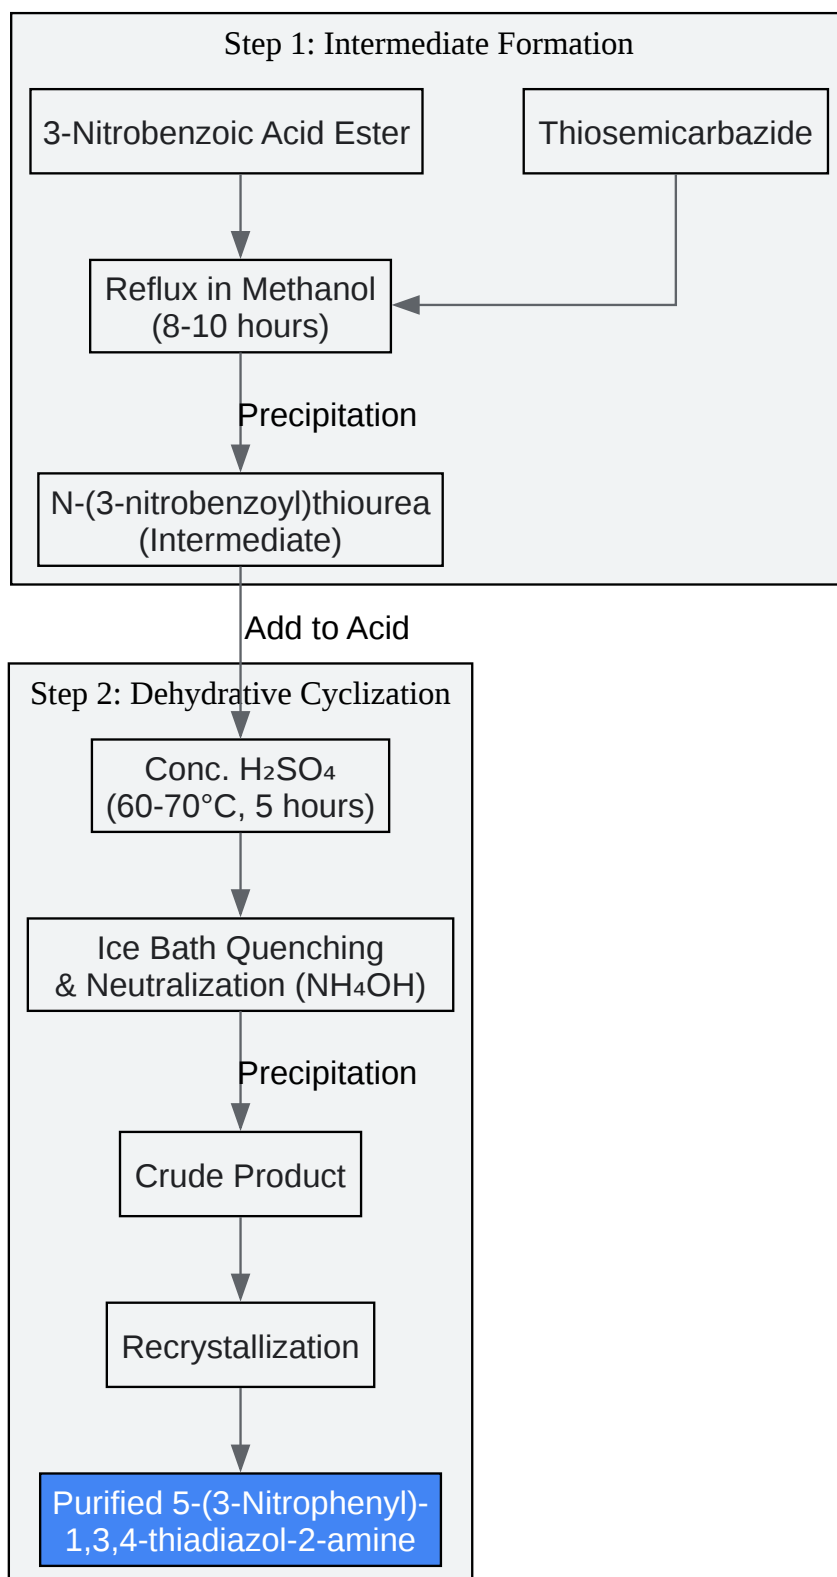 Step 1: Intermediate Formation
3-Nitrobenzoic Acid Ester
Thiosemicarbazide
Reflux in Methanol
(8-10 hours)
Precipitation
N-(3-nitrobenzoyl)thiourea
(Intermediate)
Add to Acid
Step 2: Dehydrative Cyclization
Conc. H₂SO₄
(60-70°C, 5 hours)
Ice Bath Quenching
& Neutralization (NH₄OH)
Precipitation
Crude Product
Recrystallization
Purified 5-(3-Nitrophenyl)-
1,3,4-thiadiazol-2-amine